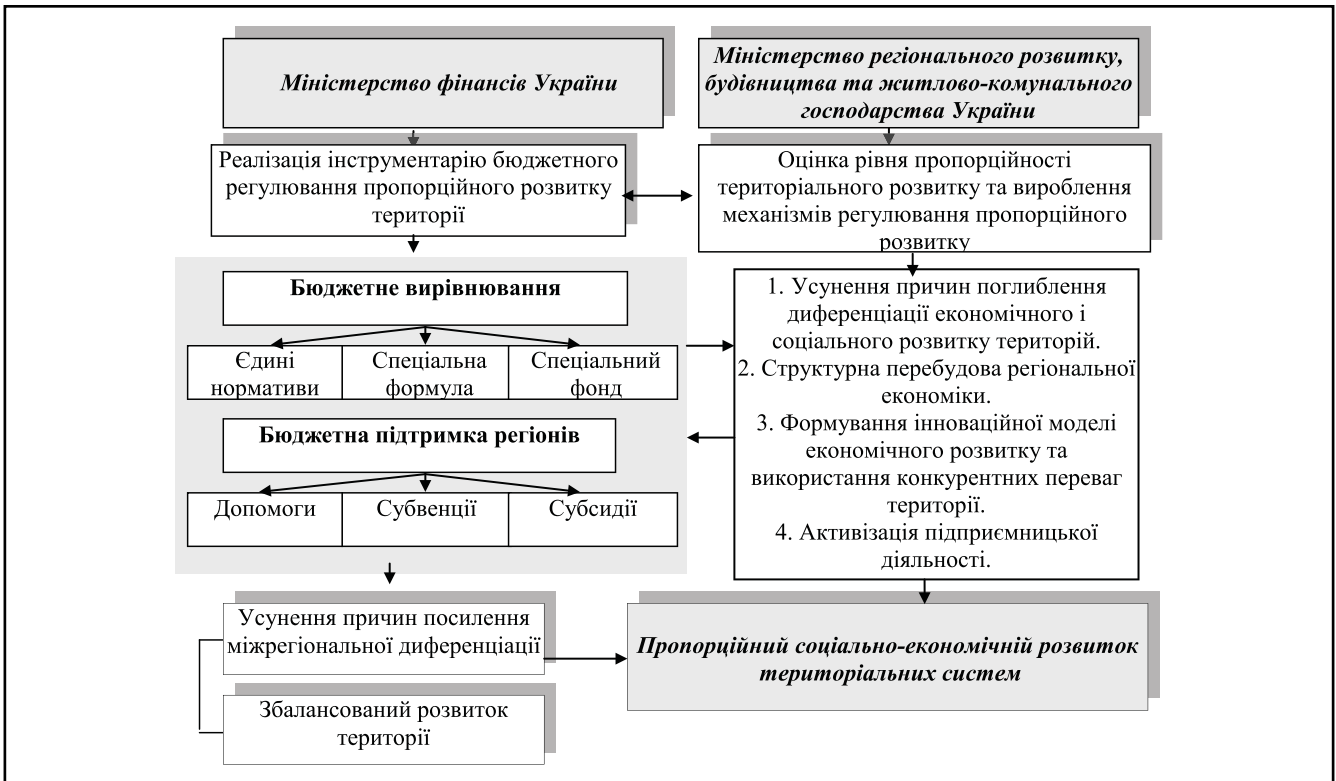 Міністерство фінансів України
Міністерство регіонального розвитку,
будівництва та житлово-комунального
господарства України
Реалізація інструментарію бюджетного
регулювання пропорційного розвитку
території
Оцінка рівня пропорційності
територіального розвитку та вироблення
механізмів регулювання пропорційного
розвитку
Бюджетне вирівнювання
Єдині
нормативи
Спеціальна
формула
Спеціальний
фонд
Бюджетна підтримка регіонів
Допомоги
Субвенції
Субсидії
1. Усунення причин поглиблення
диференціації економічного і
соціального розвитку територій.
2. Структурна перебудова регіональної
економіки.
3. Формування інноваційної моделі
економічного розвитку та
використання конкурентних переваг
території.
4. Активізація підприємницької
діяльності.
Усунення причин посилення
міжрегіональної диференціації
Збалансований розвиток
території
Пропорційний соціально-економічній розвиток
територіальних систем